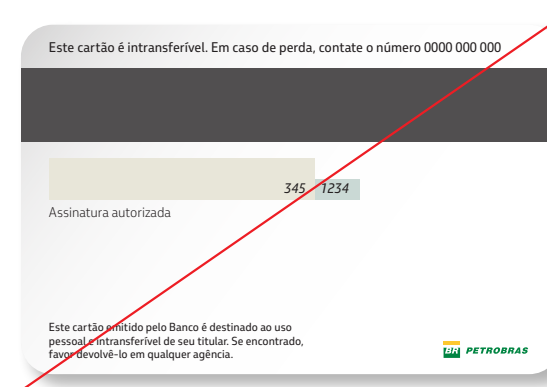 Este cartão é intransferível. Em caso de perda, contate o número 0000 000 000
345 1234
Assinatura autorizada
Este cartão emitido pelo Banco é destinado ao uso
pessoal e intransferível de seu titular. Se encontrado,
favor devolvê-lo em qualquer agência.
BR PETROBRAS